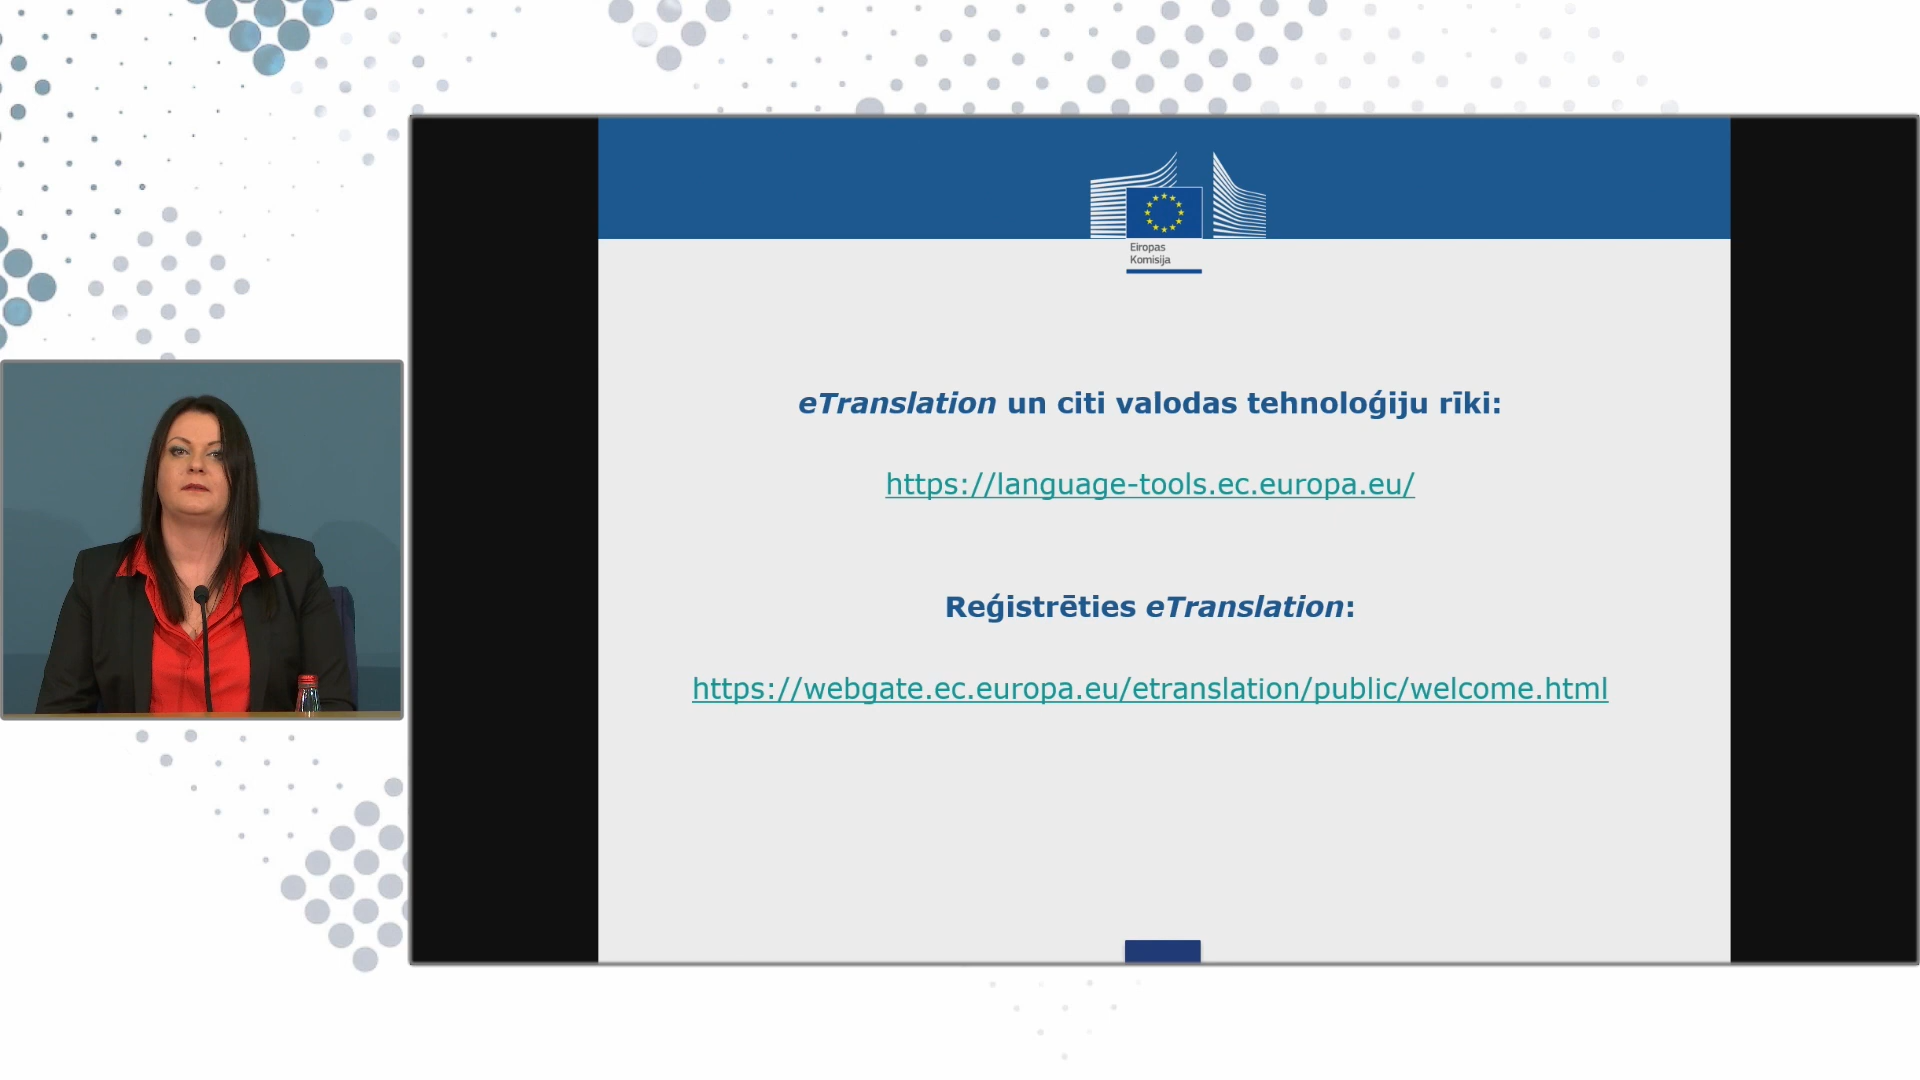 Eiropas
Komisija
eTranslation un citi valodas tehnoloģiju rīki:
https://language-tools.ec.europa.eu/
Reģistrēties eTranslation:
https://webgate.ec.europa.eu/etranslation/public/welcome.html